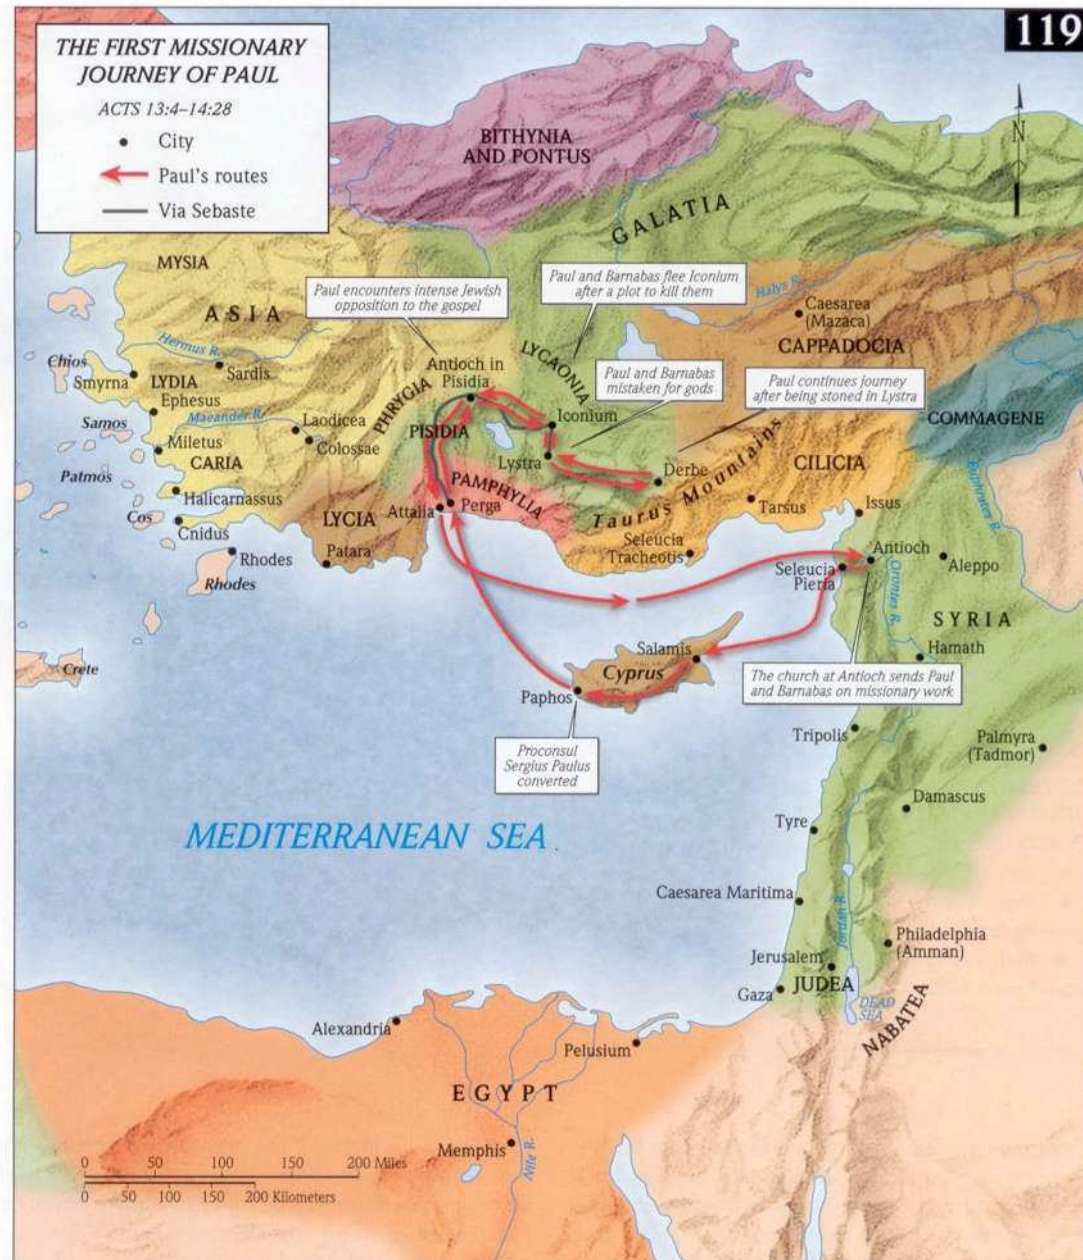 119
THE FIRST MISSIONARY
JOURNEY OF PAUL
ACTS 13:4–14:28
City
Paul's routes
Via Sebaste
N
BITHYNIA
AND PONTUS
GALATIA
MYSIA
ASIA
Paul encounters intense Jewish
opposition to the gospel
Paul and Barnabas flee Iconium
after a plot to kill them
Halys R.
Caesarea
(Mazaca)
CAPPADOCIA
Hermus R.
Chios
Smyrna
LYDIA
Sardis
Ephesus
Maeander R.
Samos
Miletus
Laodicea
Colossae
CARIA
Patmos
Halicarnassus
Cos
Cnidus
Rhodes
Rhodes
PHRYGIA
Antioch in
Pisidia
PISIDIA
LYCAONIA
Iconium
Lystra
Paul and Barnabas
mistaken for gods
Paul continues journey
after being stoned in Lystra
Derbe
COMMAGENE
Taurus Mountains
CILICIA
Euphrates R.
PAMPHYLIA
Perga
Attalia
LYCIA
Patara
Tarsus
Issus
Seleucia
Tracheotis
Seleucia
Pieria
Antioch
Aleppo
Orontes R.
SYRIA
Hamath
Crete
Salamis
Cyprus
Paphos
The church at Antioch sends Paul
and Barnabas on missionary work
Proconsul
Sergius Paulus
converted
Tripolis
Palmyra
(Tadmor)
Damascus
MEDITERRANEAN SEA
Tyre
Caesarea Maritima
Jordan R.
Philadelphia
(Amman)
Jerusalem
JUDEA
Gaza
DEAD
SEA
NABATEA
Alexandria
Pelusium
EGYPT
Memphis
Nile R.
0 50 100 150 200 Miles
0 50 100 150 200 Kilometers